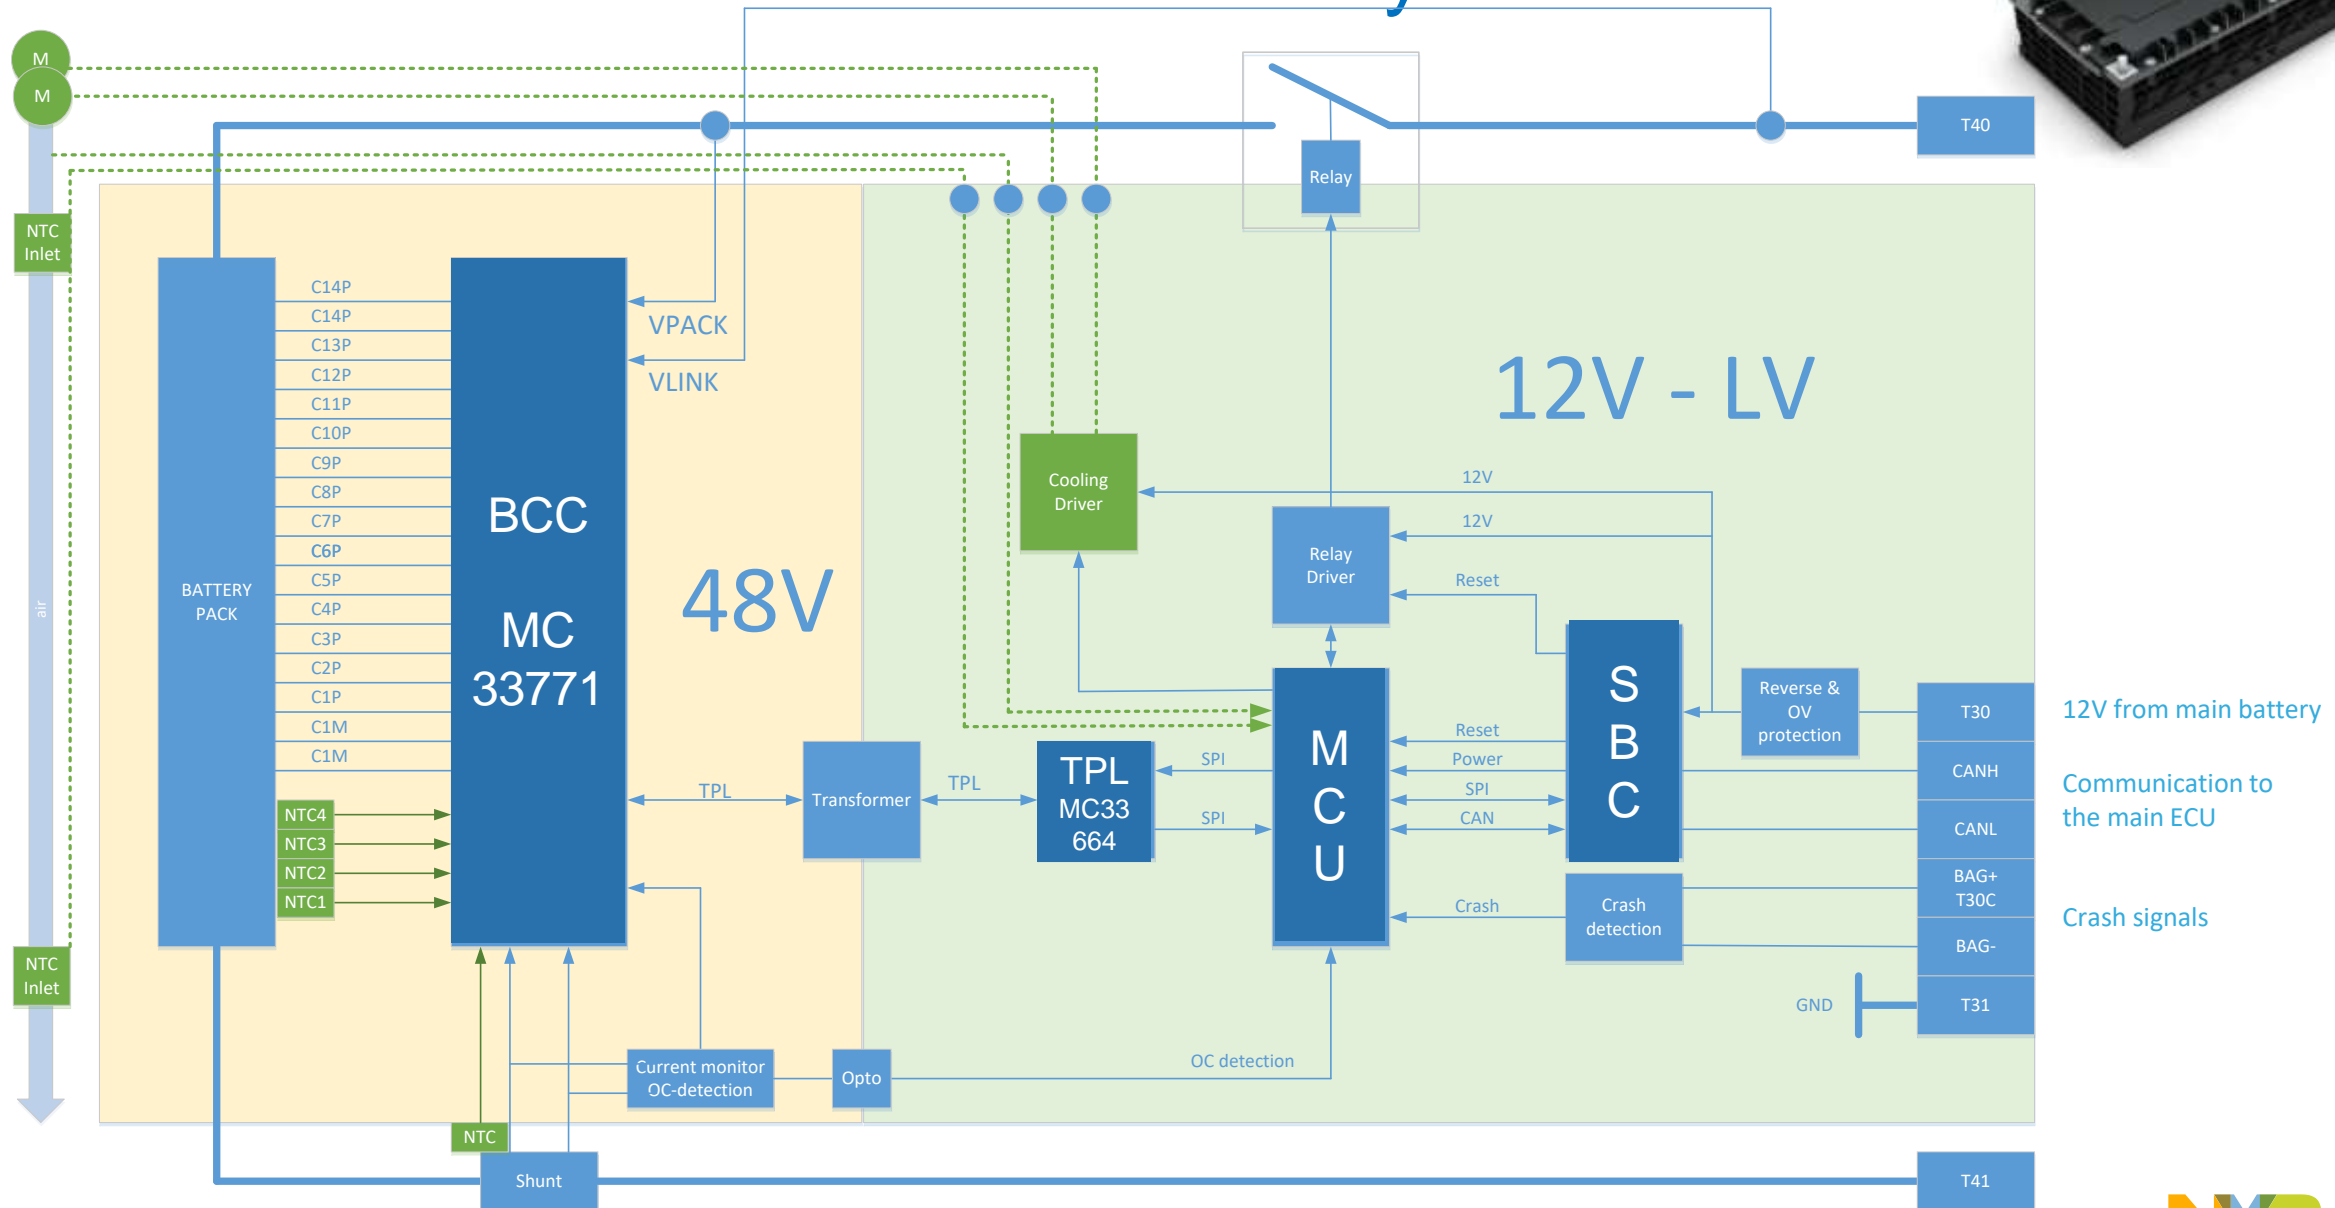 M
M
T40
Relay
NTC
Inlet
C14P
C14P
C13P
C12P
C11P
C10P
C9P
C8P
C7P
C6P
C5P
C4P
C3P
C2P
C1P
C1M
C1M
BATTERY
PACK
air
BCC
MC
33771
VPACK
VLINK
48V
12V - LV
Cooling
Driver
12V
12V
Relay
Driver
Reset
S
B
C
Reverse &
OV
protection
T30
12V from main battery
CANH
Communication to
the main ECU
CANL
BAG+
T30C
Crash signals
BAG-
T31
GND
M
C
U
Reset
Power
SPI
CAN
Crash
Crash
detection
TPL
Transformer
TPL
TPL
MC33
664
SPI
SPI
NTC4
NTC3
NTC2
NTC1
NTC
Inlet
Current monitor
OC-detection
Opto
OC detection
NTC
Shunt
T41